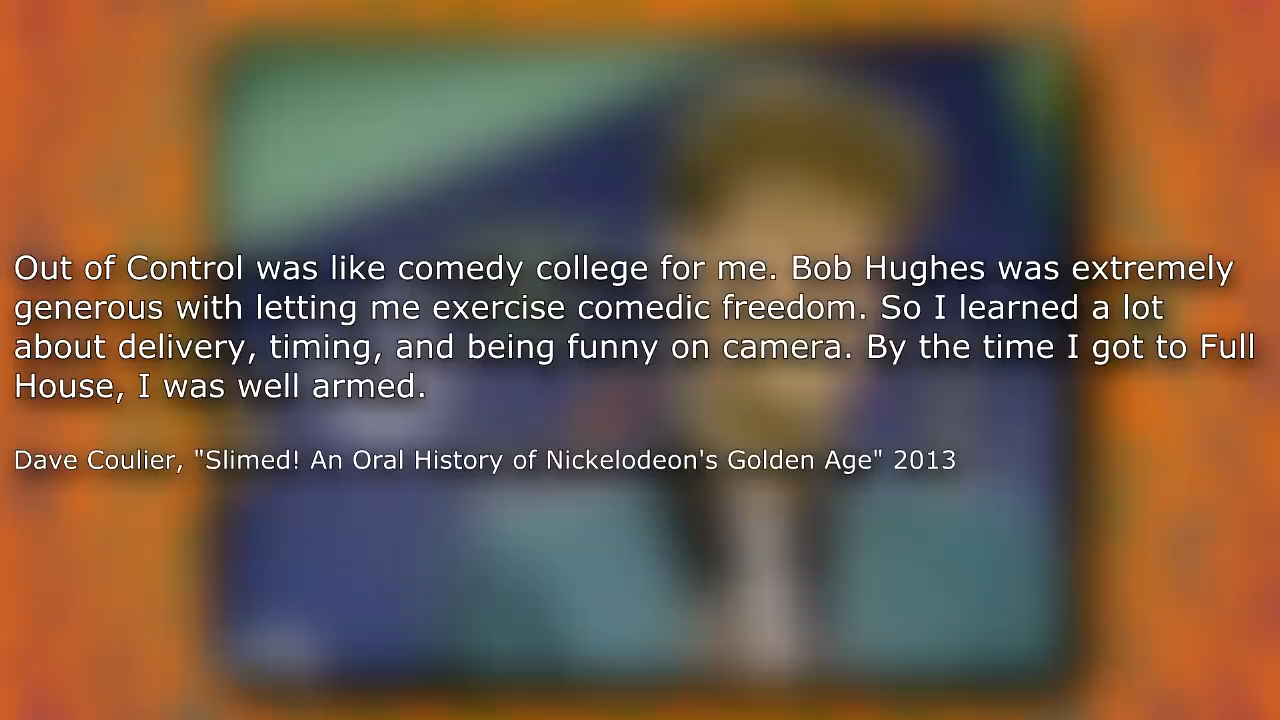 Out of Control was like comedy college for me. Bob Hughes was extremely
generous with letting me exercise comedic freedom. So I learned a lot
about delivery, timing, and being funny on camera. By the time I got to Full
House, I was well armed.
Dave Coulier, "Slimed! An Oral History of Nickelodeon's Golden Age" 2013